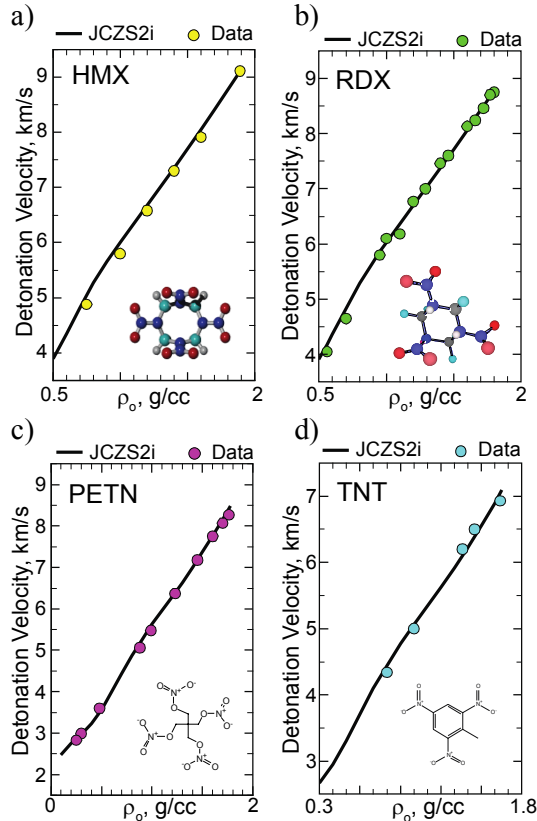 a)
JCZS2i Data
HMX
Detonation Velocity, km/s
9
8
7
6
5
4
0.5 2
ρo, g/cc
b)
JCZS2i Data
RDX
Detonation Velocity, km/s
9
8
7
6
5
4
0.5 2
ρo, g/cc
c)
JCZS2i Data
PETN
Detonation Velocity, km/s
9
8
7
6
5
4
3
2
0 2
ρo, g/cc
O O-
N+
O
-O N+ O
O
O N+ O-
O
O
N+
O O-
d)
JCZS2i Data
TNT
Detonation Velocity, km/s
7
6
5
4
3
0.3 1.8
ρo, g/cc
O
N+
O-
O
N+
O-
O
N+
O-